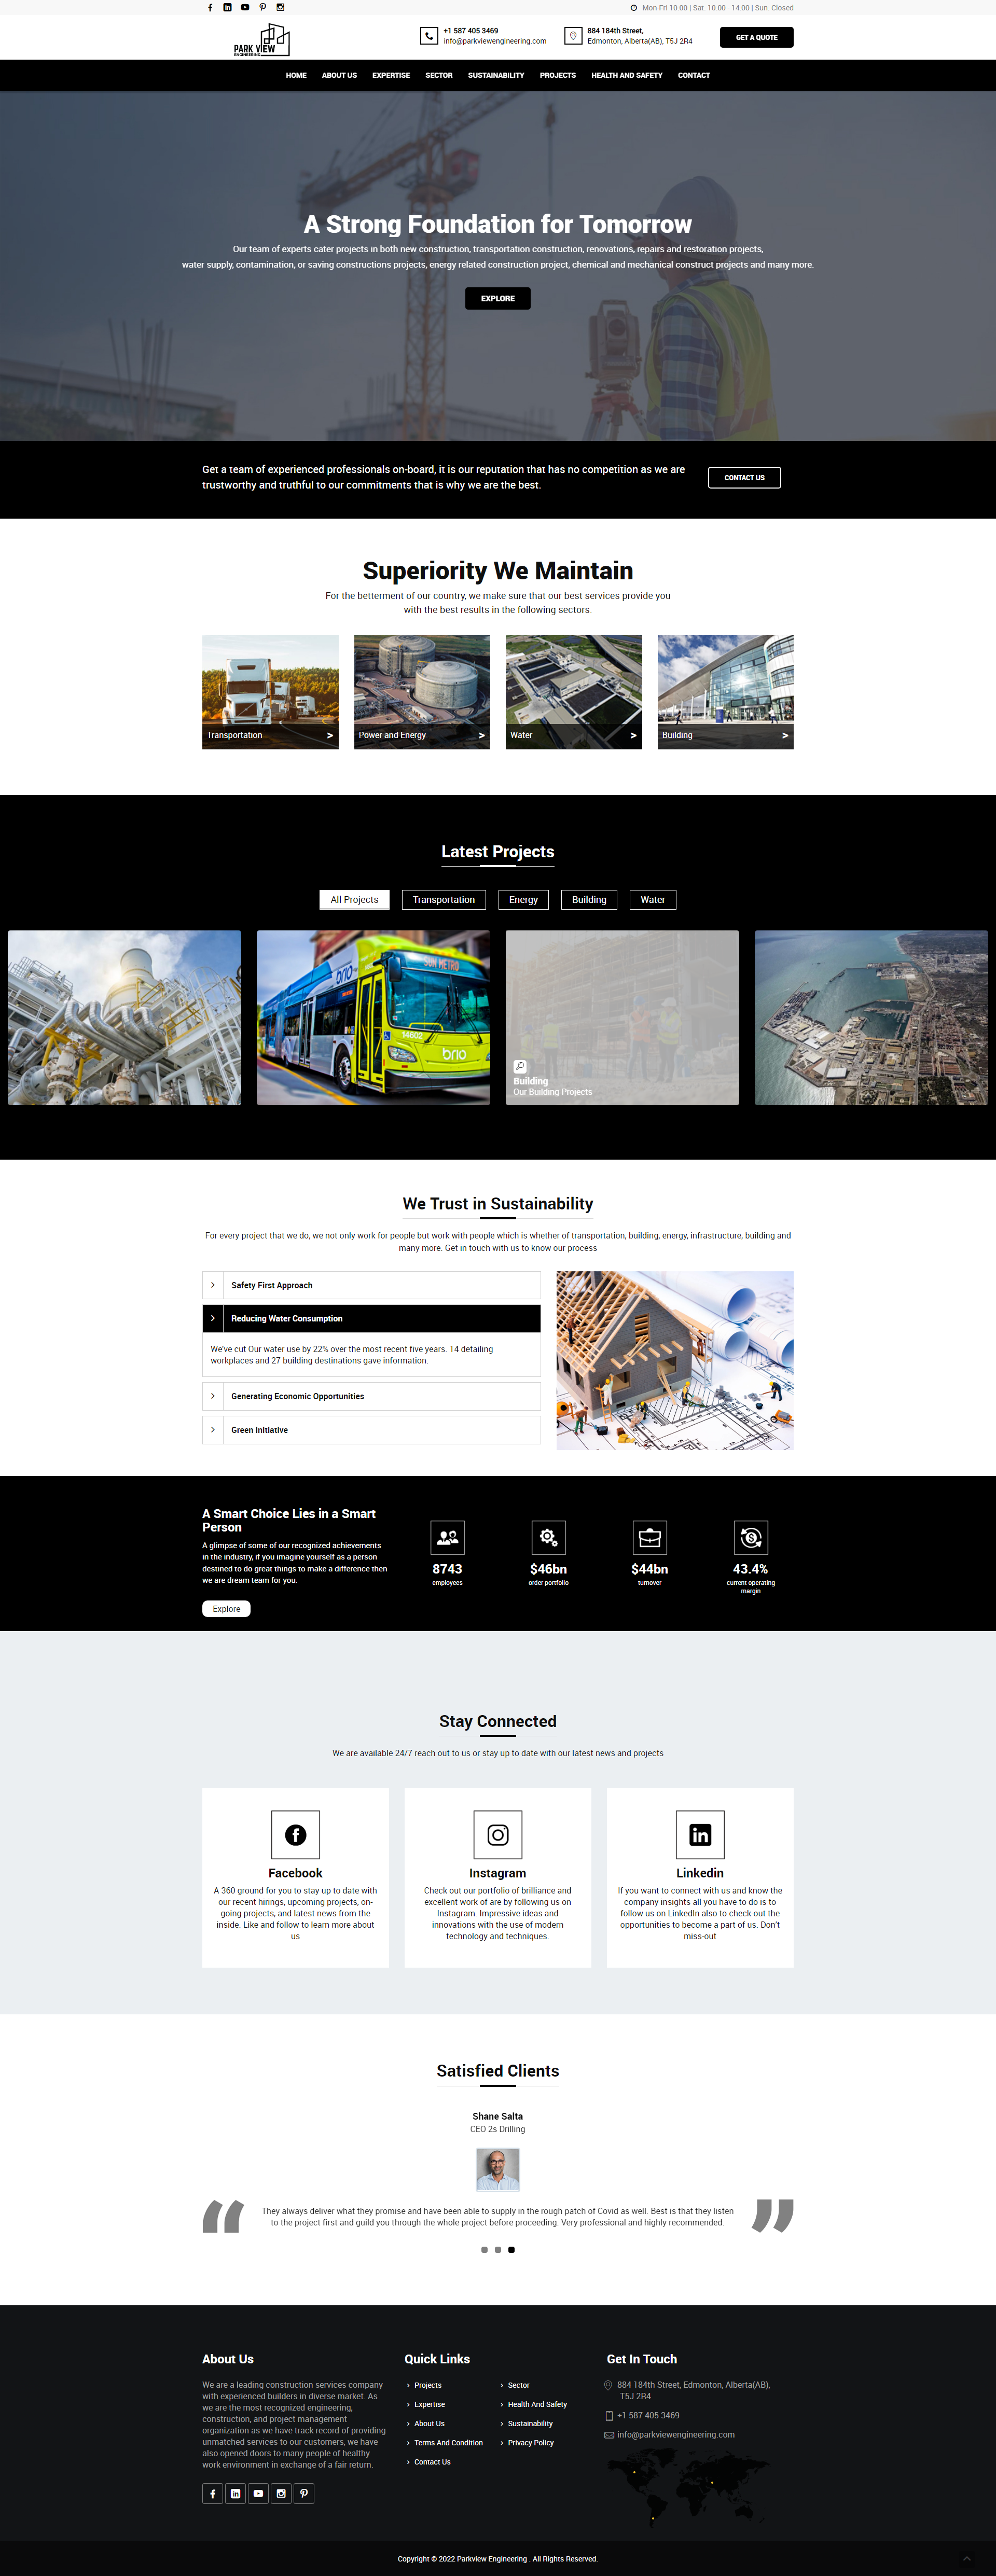 Mon-Fri 10:00 | Sat: 10:00 - 14:00 | Sun: Closed
PARK VIEW
ENGINEERING
+1 587 405 3469
info@parkviewengineering.com
884 184th Street,
Edmonton, Alberta(AB), T5J 2R4
GET A QUOTE
HOME ABOUT US EXPERTISE SECTOR SUSTAINABILITY PROJECTS HEALTH AND SAFETY CONTACT
A Strong Foundation for Tomorrow
Our team of experts cater projects in both new construction, transportation construction, renovations, repairs and restoration projects,
water supply, contamination, or saving constructions projects, energy related construction project, chemical and mechanical construct projects and many more.
EXPLORE
Get a team of experienced professionals on-board, it is our reputation that has no competition as we are
trustworthy and truthful to our commitments that is why we are the best.
CONTACT US
Superiority We Maintain
For the betterment of our country, we make sure that our best services provide you
with the best results in the following sectors.
Transportation >
Power and Energy >
Water >
Building >
Latest Projects
All Projects Transportation Energy Building Water
brio
SUN METRO
14602
brio
Building
Our Building Projects
We Trust in Sustainability
For every project that we do, we not only work for people but work with people which is whether of transportation, building, energy, infrastructure, building and
many more. Get in touch with us to know our process
Safety First Approach
Reducing Water Consumption
We've cut Our water use by 22% over the most recent five years. 14 detailing
workplaces and 27 building destinations gave information.
Generating Economic Opportunities
Green Initiative
A Smart Choice Lies in a Smart
Person
A glimpse of some of our recognized achievements
in the industry, if you imagine yourself as a person
destined to do great things to make a difference then
we are dream team for you.
Explore
8743
employees
$46bn
order portfolio
$44bn
turnover
43.4%
current operating
margin
Stay Connected
We are available 24/7 reach out to us or stay up to date with our latest news and projects
Facebook
A 360 ground for you to stay up to date with
our recent hirings, upcoming projects, on-
going projects, and latest news from the
inside. Like and follow to learn more about
us
Instagram
Check out our portfolio of brilliance and
excellent work of are by following us on
Instagram. Impressive ideas and
innovations with the use of modern
technology and techniques.
Linkedin
If you want to connect with us and know the
company insights all you have to do is to
follow us on LinkedIn also to check-out the
opportunities to become a part of us. Don't
miss-out
Satisfied Clients
Shane Salta
CEO 2s Drilling
They always deliver what they promise and have been able to supply in the rough patch of Covid as well. Best is that they listen
to the project first and guild you through the whole project before proceeding. Very professional and highly recommended.
About Us
We are a leading construction services company
with experienced builders in diverse market. As
we are the most recognized engineering,
construction, and project management
organization as we have track record of providing
unmatched services to our customers, we have
also opened doors to many people of healthy
work environment in exchange of a fair return.
Quick Links
Projects
Expertise
About Us
Terms And Condition
Contact Us
Sector
Health And Safety
Sustainability
Privacy Policy
Get In Touch
884 184th Street, Edmonton, Alberta(AB),
T5J 2R4
+1 587 405 3469
info@parkviewengineering.com
Copyright © 2022 Parkview Engineering . All Rights Reserved.